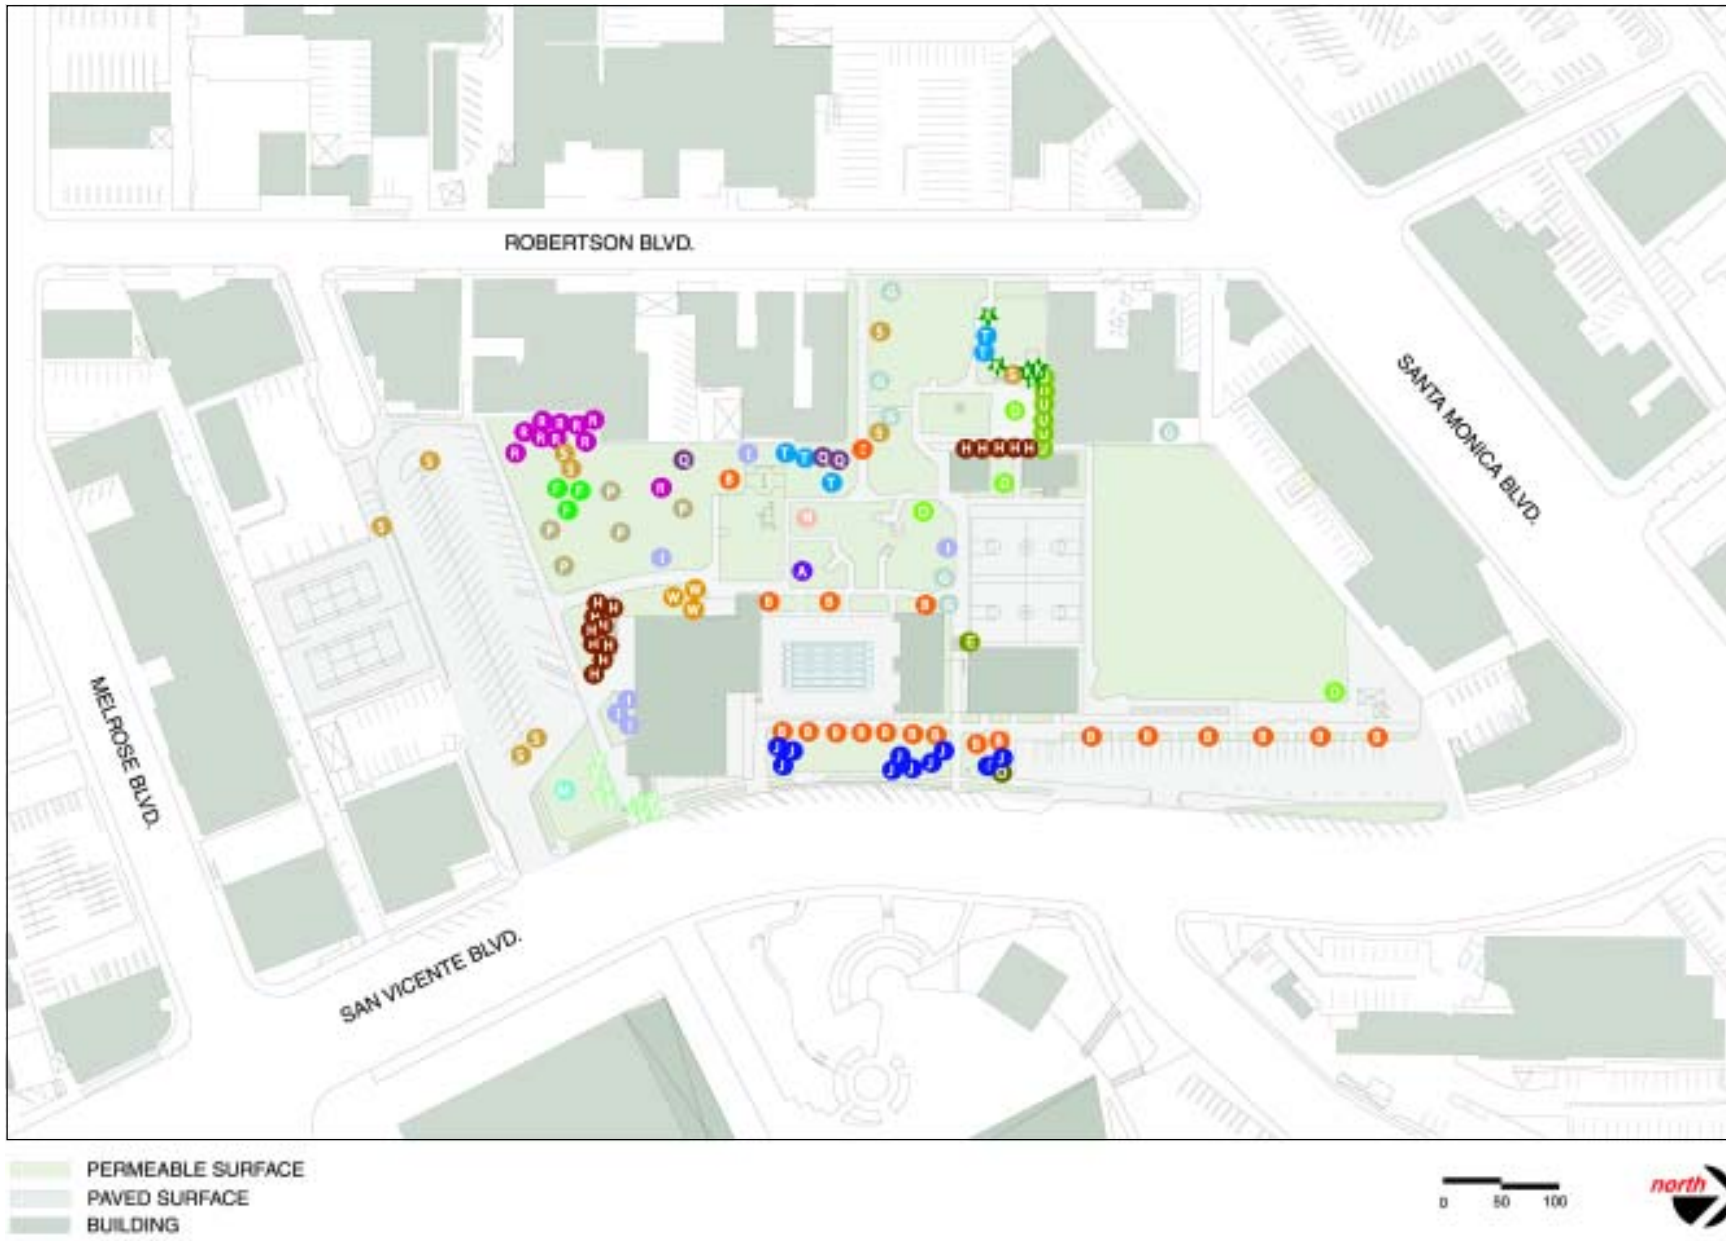 ROBERTSON BLVD.
SANTA MONICA BLVD.
S
S
T
T
S
H H H H H
R R R R
R R R R
R
S
S
S
Q
I
T T Q Q
S
T
B
R
F F
F
P
P
P
P
P
S
I
A
I
E
W W
W
B
B
B
H H
H
H H
H H
H
H
MELROSE BLVD.
S
S
M
B B B B B B B
B B
B B B B B B
J J
J
J J
J J J
J
J
SAN VICENTE BLVD.
PERMEABLE SURFACE
PAVED SURFACE
BUILDING
0 50 100
north